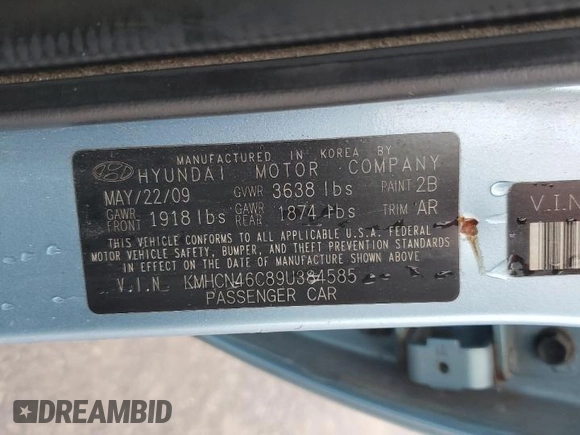 MANUFACTURED IN KOREA BY
HYUNDAI MOTOR COMPANY
MAY/22/09 GVWR 3638 lbs PAINT 2B
GAWR FRONT 1918 lbs GAWR REAR 1874 lbs TRIM AR
THIS VEHICLE CONFORMS TO ALL APPLICABLE U.S.A. FEDERAL
MOTOR VEHICLE SAFETY, BUMPER, AND THEFT PREVENTION STANDARDS
IN EFFECT ON THE DATE OF MANUFACTURE SHOWN ABOVE
V.I.N KMHCN46C89U384585
PASSENGER CAR
V.I.N
DREAMBID